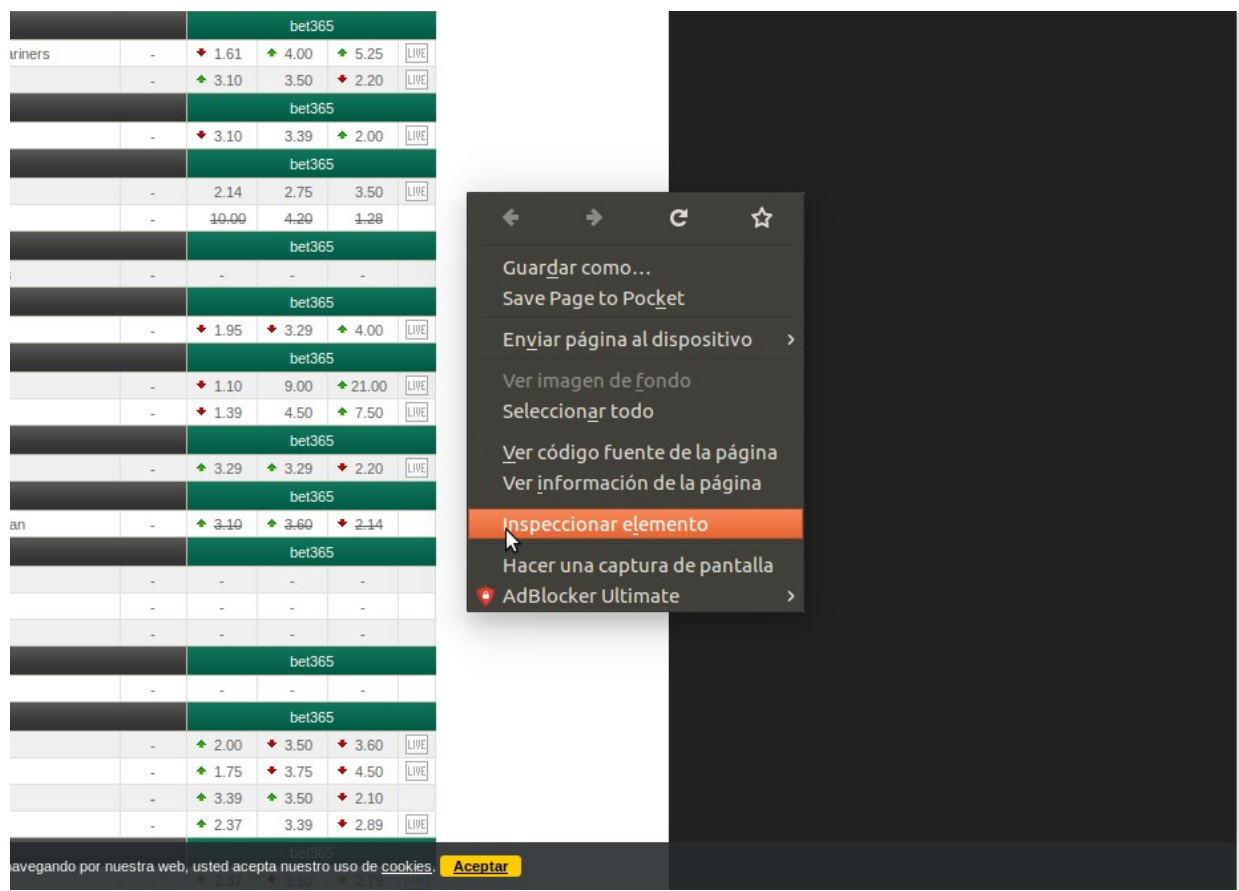 bet365
ariners - 1.61 4.00 5.25 LIVE
- 3.10 3.50 2.20 LIVE
bet365
- 3.10 3.39 2.00 LIVE
bet365
- 2.14 2.75 3.50 LIVE
- 10.00 4.20 1.28
bet365
- - - -
bet365
- 1.95 3.29 4.00 LIVE
bet365
- 1.10 9.00 21.00 LIVE
- 1.39 4.50 7.50 LIVE
bet365
- 3.29 3.29 2.20 LIVE
bet365
an - 3.10 3.60 2.14
bet365
- - - -
- - - -
- - - -
bet365
- - - -
bet365
- 2.00 3.50 3.60 LIVE
- 1.75 3.75 4.50 LIVE
- 3.39 3.50 2.10
- 2.37 3.39 2.89 LIVE
bet365
avegando por nuestra web, usted acepta nuestro uso de cookies. Aceptar
Guardar como...
Save Page to Pocket
Enviar página al dispositivo >
Ver imagen de fondo
Seleccionar todo
Ver código fuente de la página
Ver información de la página
Inspeccionar elemento
Hacer una captura de pantalla
AdBlocker Ultimate >